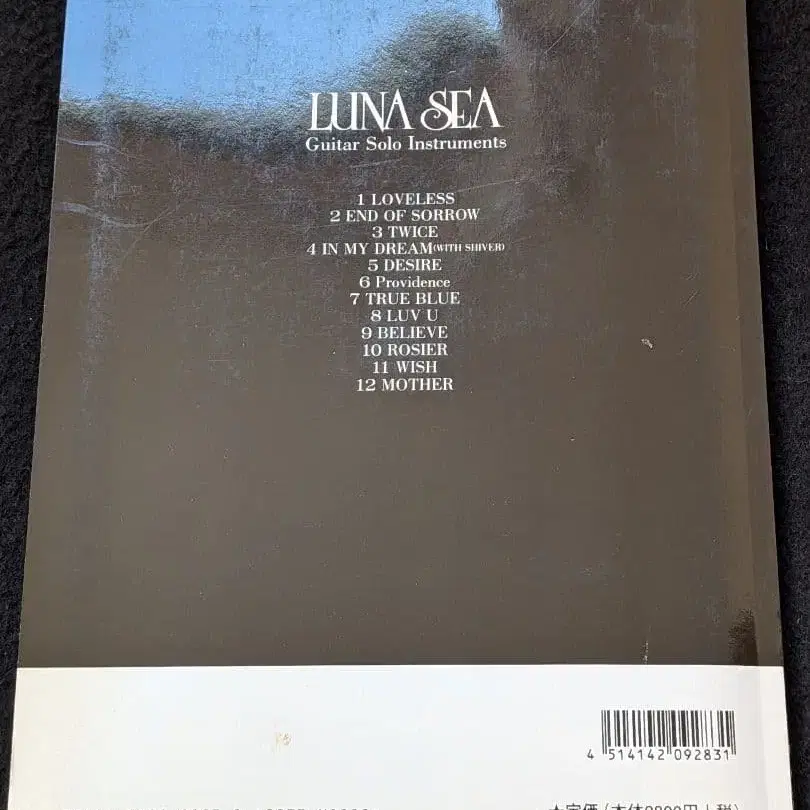 LUNA SEA
Guitar Solo Instruments
1 LOVELESS
2 END OF SORROW
3 TWICE
4 IN MY DREAM(WITH SHIVER)
5 DESIRE
6 Providence
7 TRUE BLUE
8 LUV U
9 BELIEVE
10 ROSIER
11 WISH
12 MOTHER
4 514142 092831